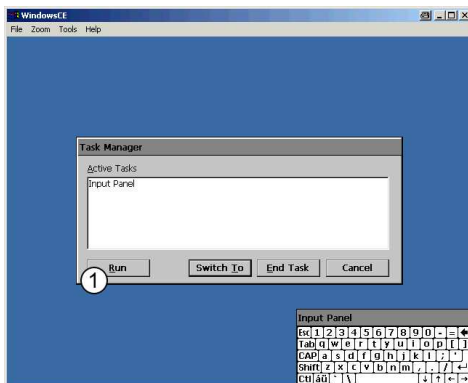 WindowsCE
File Zoom Tools Help
Task Manager
Active Tasks
Input Panel
Run Switch To End Task Cancel
1
Input Panel
Esc 1 2 3 4 5 6 7 8 9 0 - =
Tab q w e r t y u i o p [ ]
CAP a s d f g h j k l ; '
Shift z x c v b n m , . /
Ctl áü ` \